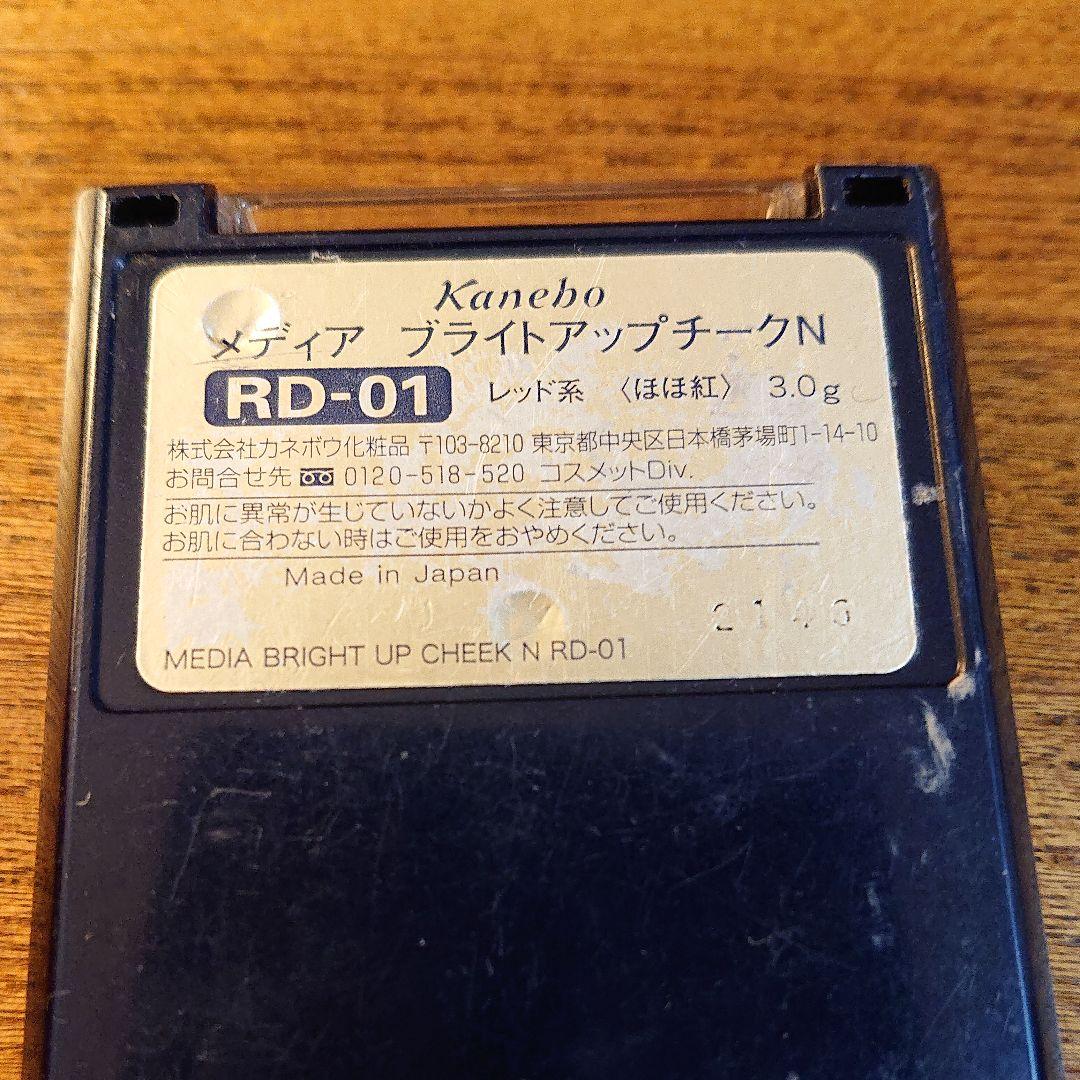 Kanebo
メディア ブライトアップチークN
RD-01 レッド系 〈ほほ紅〉 3.0g
株式会社カネボウ化粧品 〒103-8210 東京都中央区日本橋茅場町1-14-10
お問合せ先 0120-518-520 コスメットDiv.
お肌に異常が生じていないかよく注意してご使用ください。
お肌に合わない時はご使用をおやめください。
Made in Japan
2146
MEDIA BRIGHT UP CHEEK N RD-01